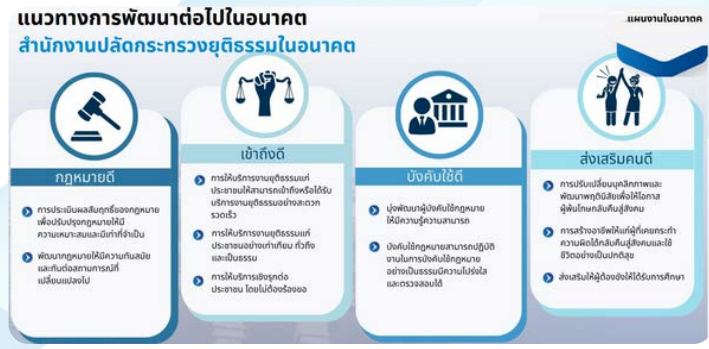 แนวทางการพัฒนาต่อไปในอนาคต
สำนักงานปลัดกระทรวงยุติธรรมในอนาคต
แผนงานในอนาคต
กฎหมายดี
การประเมินผลสัมฤทธิ์ของกฎหมาย
เพื่อปรับปรุงกฎหมายให้มี
ความเหมาะสมและมีเท่าที่จำเป็น
พัฒนากฎหมายให้มีความทันสมัย
และทันต่อสถานการณ์ที่
เปลี่ยนแปลงไป
เข้าถึงดี
การให้บริการงานยุติธรรมแก่
ประชาชนให้สามารถเข้าถึงหรือได้รับ
บริการงานยุติธรรมอย่างสะดวก
รวดเร็ว
การให้บริการงานยุติธรรมแก่
ประชาชนอย่างเท่าเทียม ทั่วถึง
และเป็นธรรม
การให้บริการเชิงรุกต่อ
ประชาชน โดยไม่ต้องร้องขอ
บังคับใช้ดี
มุ่งพัฒนาผู้บังคับใช้กฎหมาย
ให้มีความรู้ความสามารถ
บังคับใช้กฎหมายสามารถปฏิบัติ
งานในการบังคับใช้กฎหมาย
อย่างเป็นธรรมมีความโปร่งใส
และตรวจสอบได้
ส่งเสริมคนดี
การปรับเปลี่ยนบุคลิกภาพและ
พัฒนาพฤตินิสัยเพื่อให้โอกาส
ผู้พ้นโทษกลับคืนสู่สังคม
การสร้างอาชีพให้แก่ผู้ที่เคยกระทำ
ความผิดได้กลับคืนสู่สังคมและใช้
ชีวิตอย่างเป็นปกติสุข
ส่งเสริมให้ผู้ต้องขังให้ได้รับการศึกษา